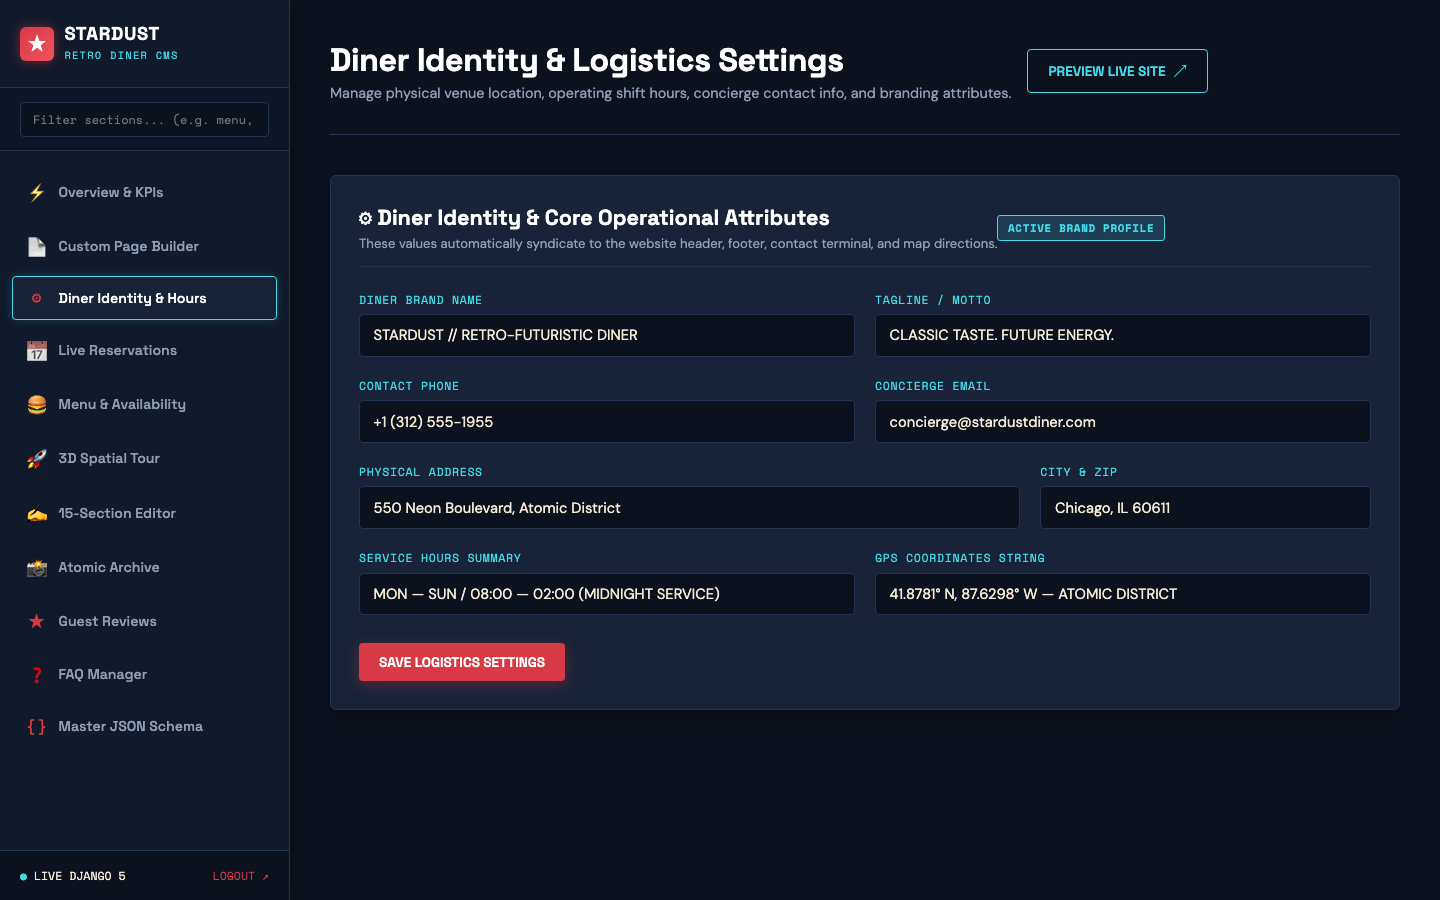 STARDUST
RETRO DINER CMS
Filter sections... (e.g. menu,
Overview & KPIs
Custom Page Builder
Diner Identity & Hours
17
Live Reservations
Menu & Availability
3D Spatial Tour
15-Section Editor
Atomic Archive
Guest Reviews
FAQ Manager
{} Master JSON Schema
LIVE DJANGO 5
LOGOUT ↗
Diner Identity & Logistics Settings
Manage physical venue location, operating shift hours, concierge contact info, and branding attributes.
PREVIEW LIVE SITE ↗
⚙ Diner Identity & Core Operational Attributes
These values automatically syndicate to the website header, footer, contact terminal, and map directions.
ACTIVE BRAND PROFILE
DINER BRAND NAME
STARDUST // RETRO-FUTURISTIC DINER
TAGLINE / MOTTO
CLASSIC TASTE. FUTURE ENERGY.
CONTACT PHONE
+1 (312) 555-1955
CONCIERGE EMAIL
concierge@stardustdiner.com
PHYSICAL ADDRESS
550 Neon Boulevard, Atomic District
CITY & ZIP
Chicago, IL 60611
SERVICE HOURS SUMMARY
MON — SUN / 08:00 — 02:00 (MIDNIGHT SERVICE)
GPS COORDINATES STRING
41.8781° N, 87.6298° W — ATOMIC DISTRICT
SAVE LOGISTICS SETTINGS